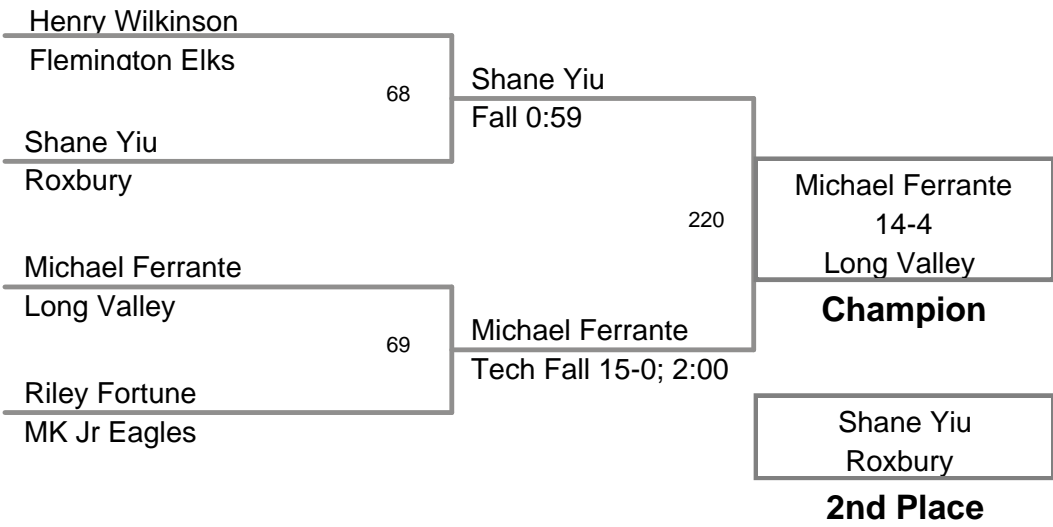 Henry Wilkinson
Flemington Elks
68
Shane Yiu
Roxbury
Shane Yiu
Fall 0:59
Michael Ferrante
Long Valley
69
Riley Fortune
MK Jr Eagles
Michael Ferrante
Tech Fall 15-0; 2:00
220
Michael Ferrante
14-4
Long Valley
Champion
Shane Yiu
Roxbury
2nd Place